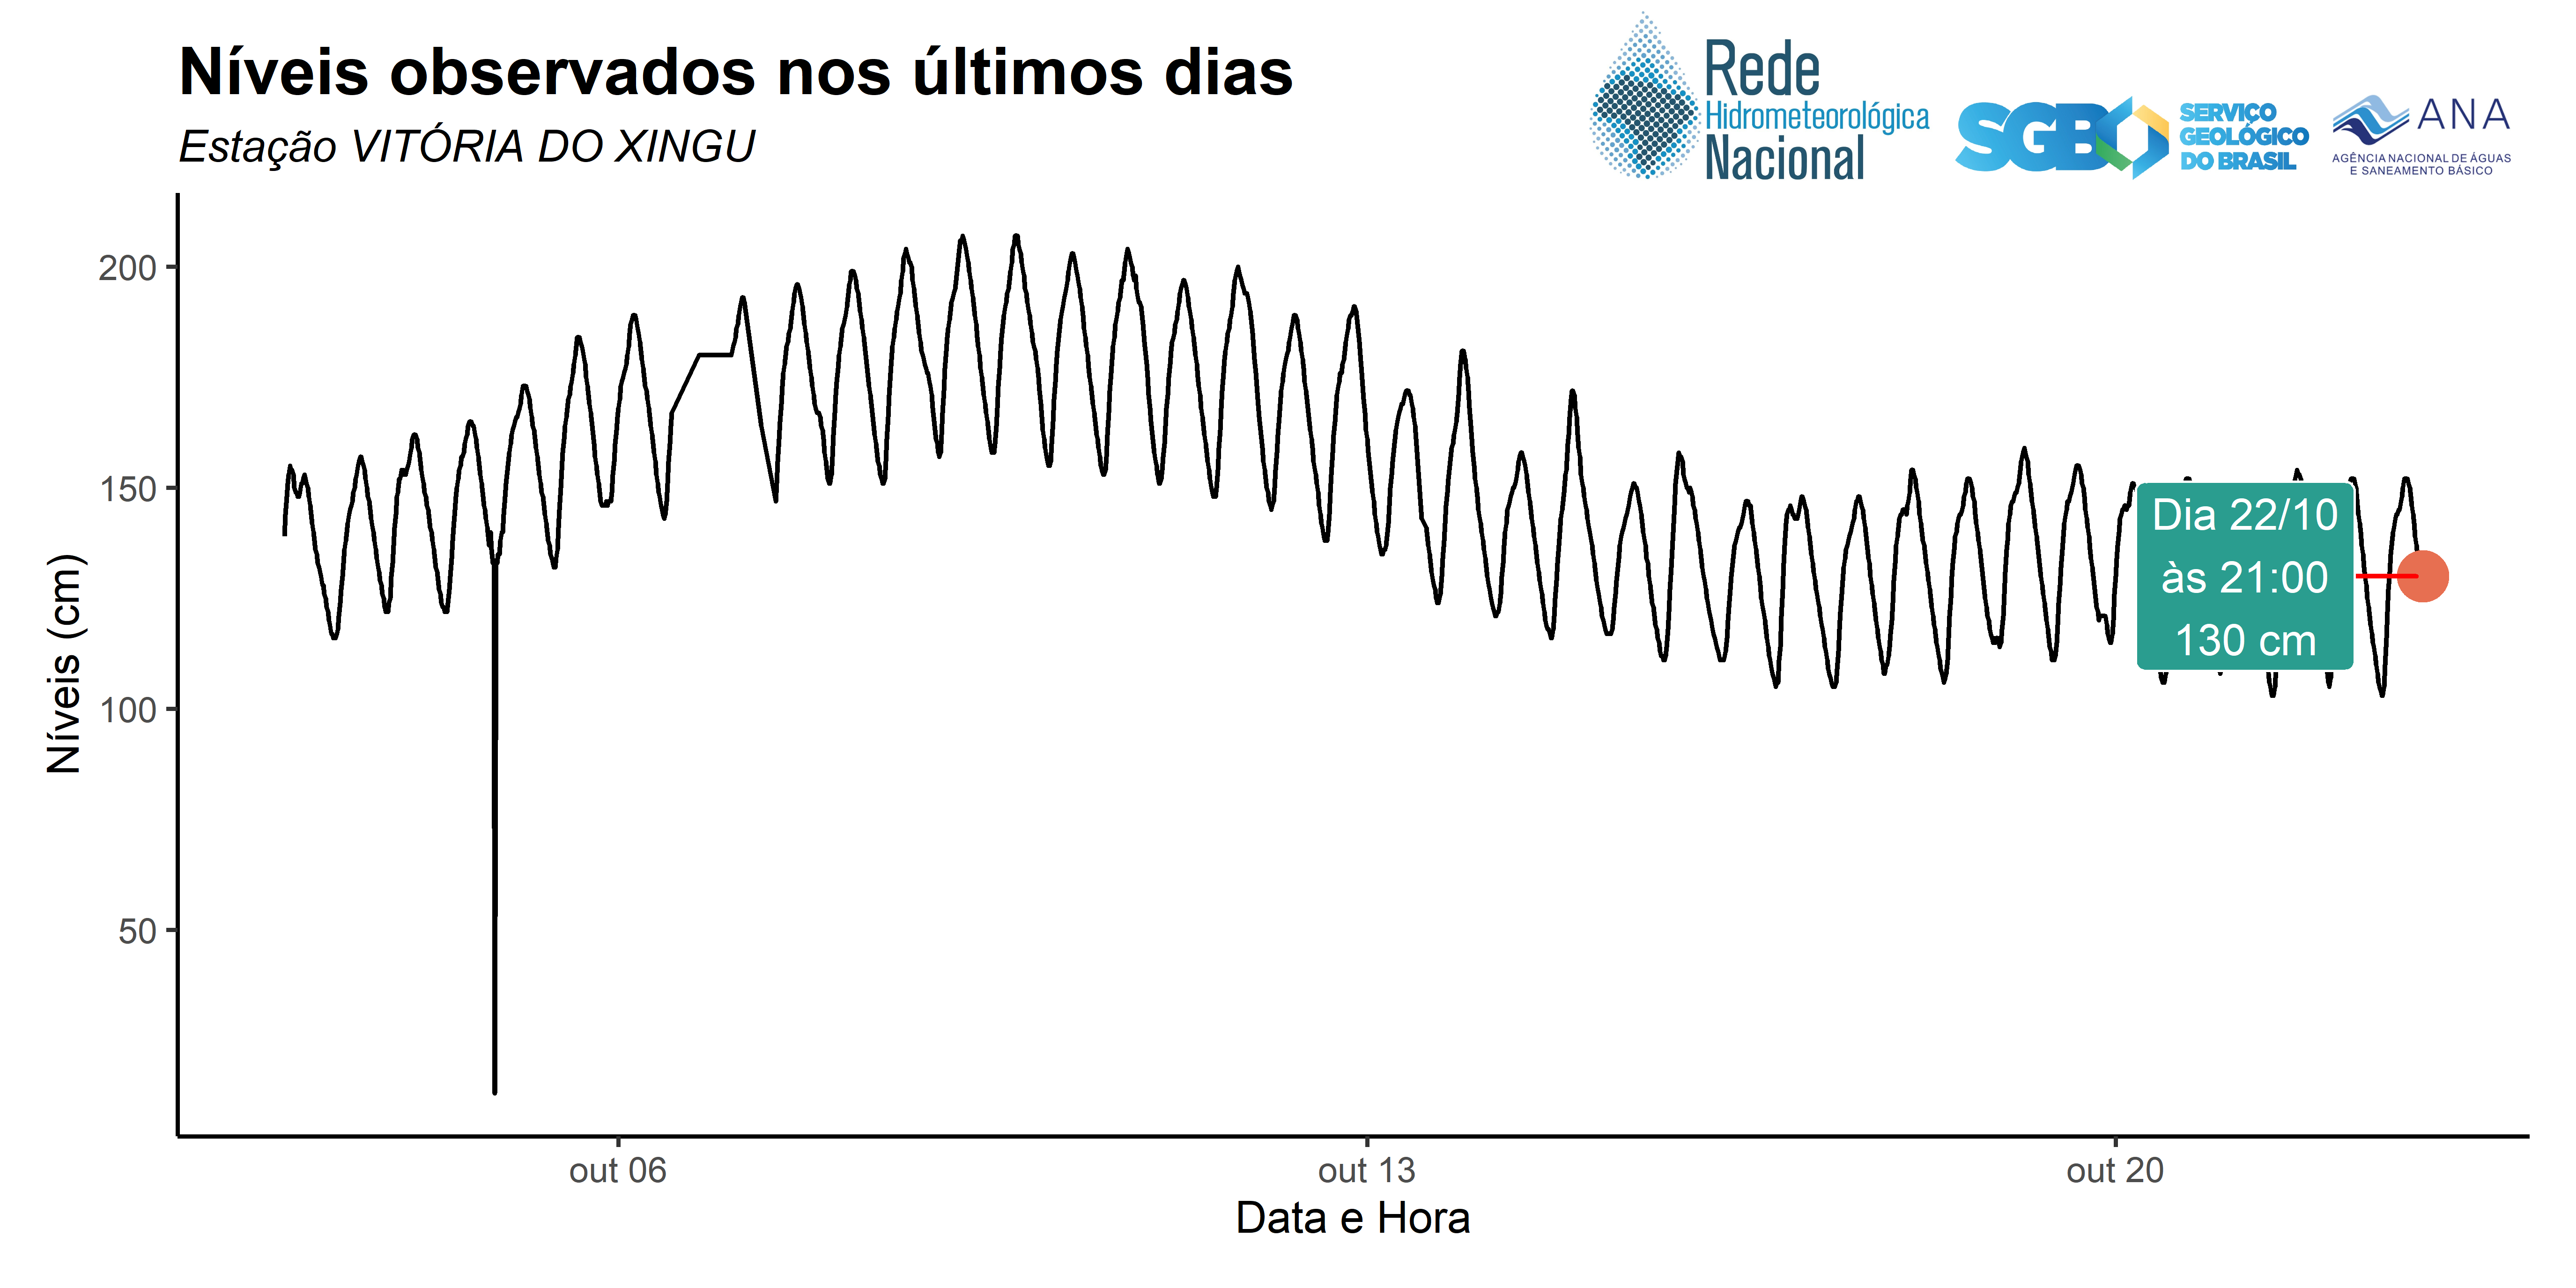 Níveis observados nos últimos dias
Estação VITÓRIA DO XINGU
Rede
Hidrometeorológica
Nacional
SGB
SERVIÇO
GEOLÓGICO
DO BRASIL
ANA
AGÊNCIA NACIONAL DE ÁGUAS
E SANEAMENTO BÁSICO
Níveis (cm)
200
150
100
50
Dia 22/10
às 21:00
130 cm
out 06
out 13
out 20
Data e Hora